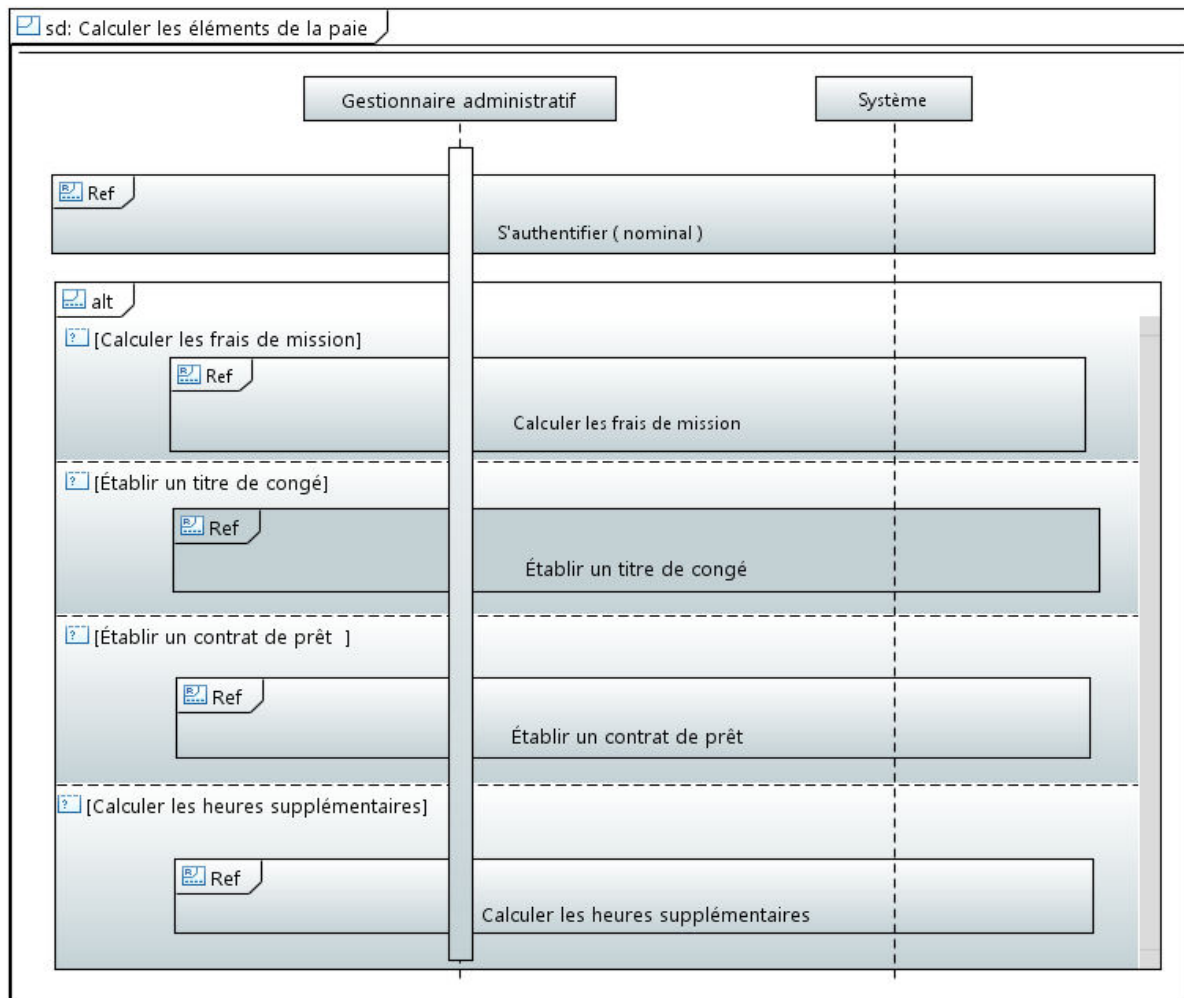 sd: Calculer les éléments de la paie
Gestionnaire administratif
Système
Ref
S'authentifier ( nominal )
alt
[Calculer les frais de mission]
Ref
Calculer les frais de mission
[Établir un titre de congé]
Ref
Établir un titre de congé
[Établir un contrat de prêt ]
Ref
Établir un contrat de prêt
[Calculer les heures supplémentaires]
Ref
Calculer les heures supplémentaires